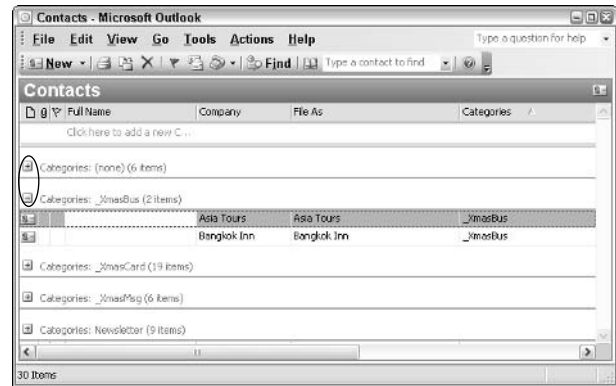 Contacts - Microsoft Outlook
File Edit View Go Tools Actions Help Type a question for help
New Find Type a contact to find
Contacts
Full Name Company File As Categories
Click here to add a new C...
Categories: (none) (6 items)
Categories: _XmasBus (2 items)
Asia Tours Asia Tours _XmasBus
Bangkok Inn Bangkok Inn _XmasBus
Categories: _XmasCard (19 items)
Categories: _XmasMsg (6 items)
Categories: Newsletter (9 items)
30 Items